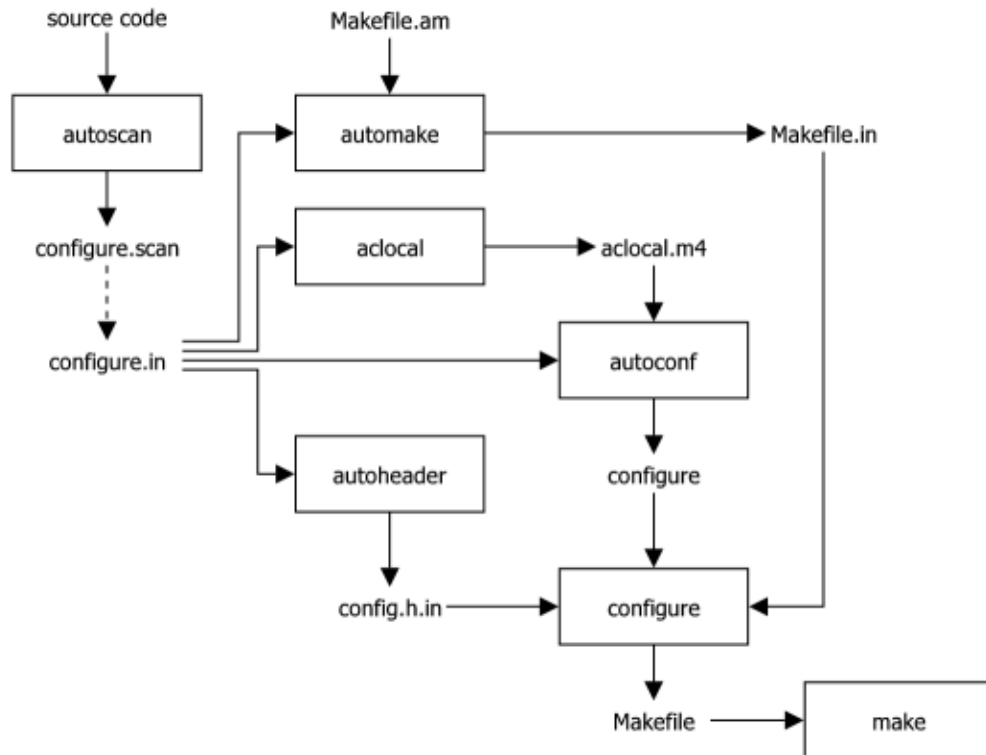 source code
Makefile.am
autoscan
automake
Makefile.in
configure.scan
aclocal
aclocal.m4
configure.in
autoconf
autoheader
configure
config.h.in
configure
Makefile
make